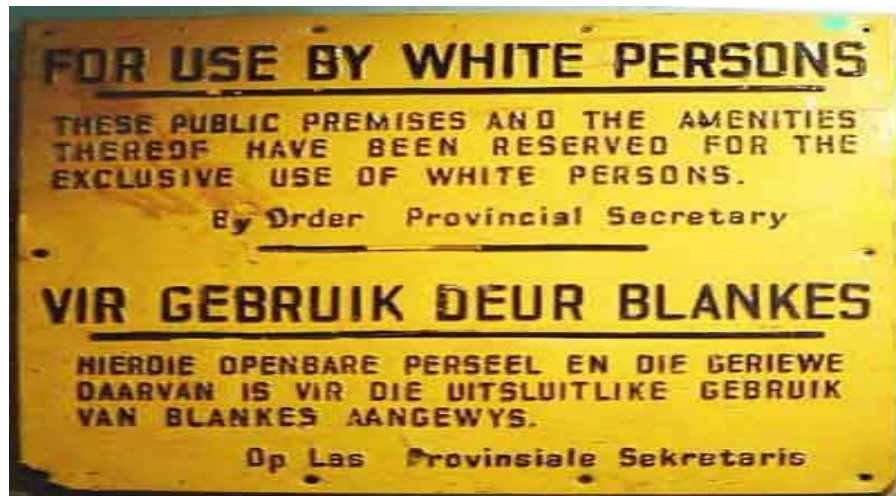 FOR USE BY WHITE PERSONS
THESE PUBLIC PREMISES AND THE AMENITIES
THEREOF HAVE BEEN RESERVED FOR THE
EXCLUSIVE USE OF WHITE PERSONS.
By Order Provincial Secretary
VIR GEBRUIK DEUR BLANKES
HIERDIE OPENBARE PERSEEL EN DIE GERIEWE
DAARVAN IS VIR DIE UITSLUITLIKE GEBRUIK
VAN BLANKES AANGEWYS.
Op Las Provinsiale Sekretaris